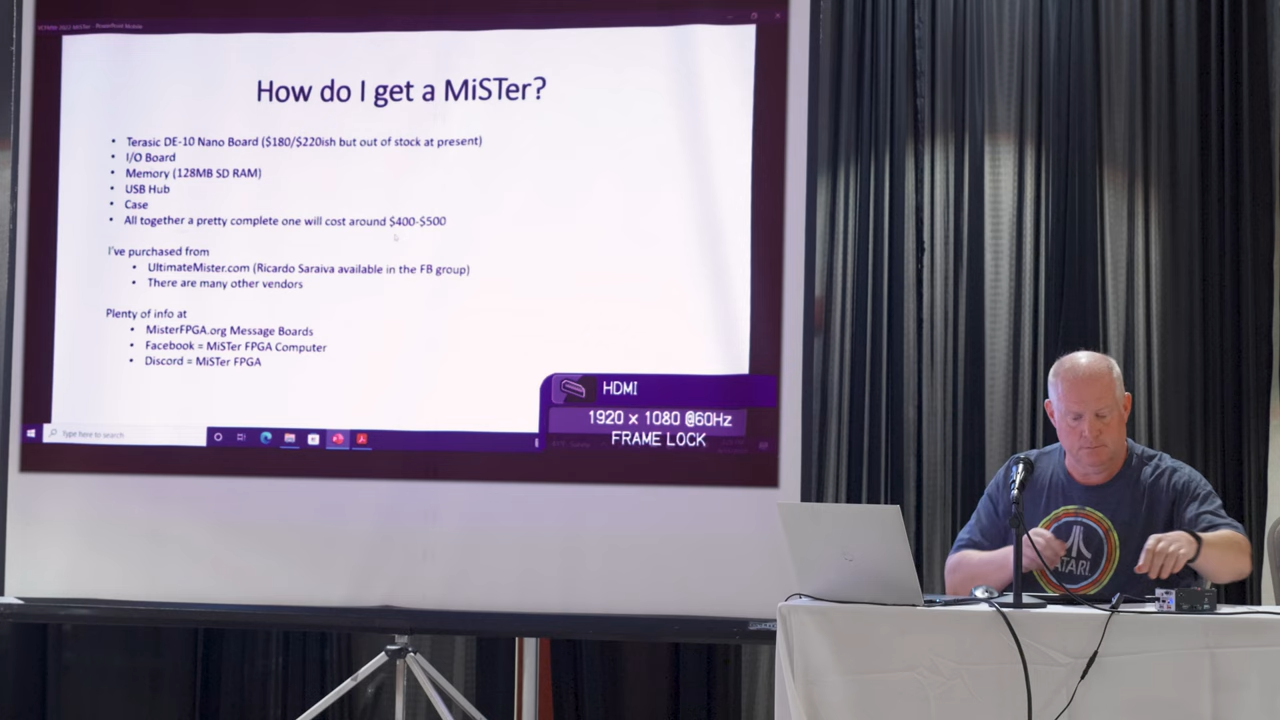 How do I get a MiSTer?
• Terasic DE-10 Nano Board ($180/$220ish but out of stock at present)
• I/O Board
• Memory (128MB SD RAM)
• USB Hub
• Case
• All together a pretty complete one will cost around $400-$500
I've purchased from
• UltimateMister.com (Ricardo Saraiva available in the FB group)
• There are many other vendors
Plenty of info at
• MisterFPGA.org Message Boards
• Facebook = MiSTer FPGA Computer
• Discord = MiSTer FPGA
HDMI
1920 x 1080 @60Hz
FRAME LOCK
Type here to search
ATARI